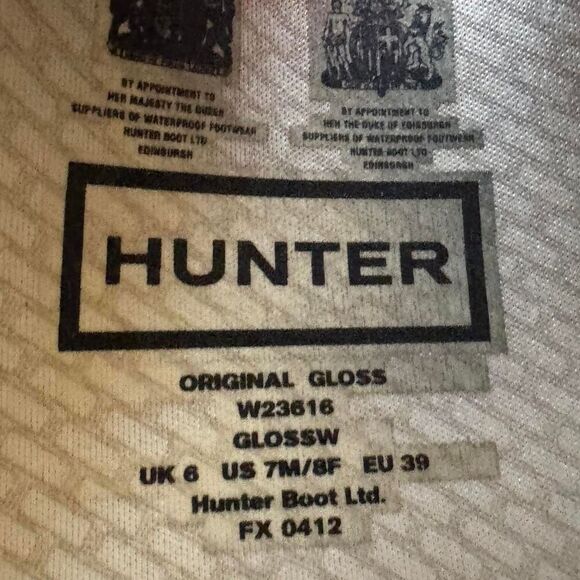 BY APPOINTMENT TO
HER MAJESTY THE QUEEN
SUPPLIERS OF WATERPROOF FOOTWEAR
HUNTER BOOT LTD
EDINBURGH
BY APPOINTMENT TO
HRH THE DUKE OF EDINBURGH
SUPPLIERS OF WATERPROOF FOOTWEAR
HUNTER BOOT LTD
EDINBURGH
HUNTER
ORIGINAL GLOSS
W23616
GLOSSW
UK 6 US 7M/8F EU 39
Hunter Boot Ltd.
FX 0412